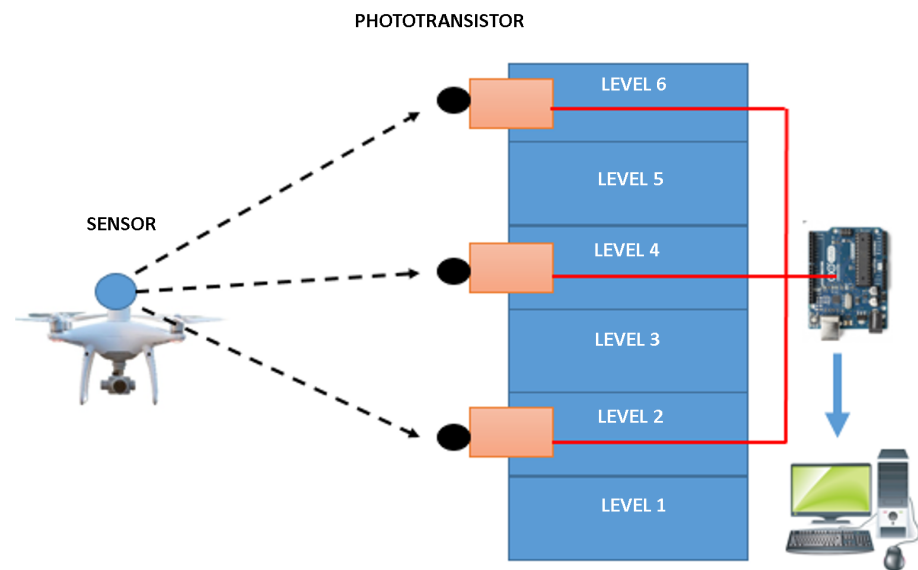 PHOTOTRANSISTOR
LEVEL 6
LEVEL 5
SENSOR
LEVEL 4
LEVEL 3
LEVEL 2
LEVEL 1